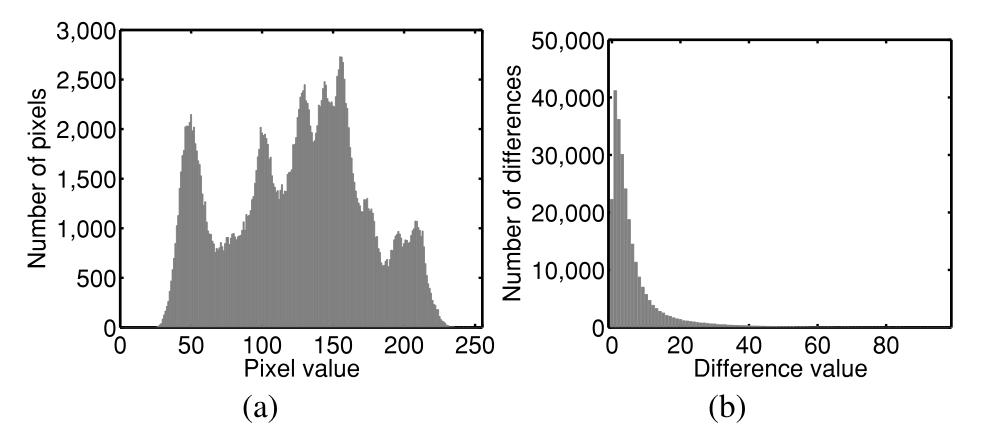 3,000
2,500
2,000
1,500
1,000
500
0
Number of pixels
0 50 100 150 200 250
Pixel value
(a)
50,000
40,000
30,000
20,000
10,000
0
Number of differences
0 20 40 60 80
Difference value
(b)